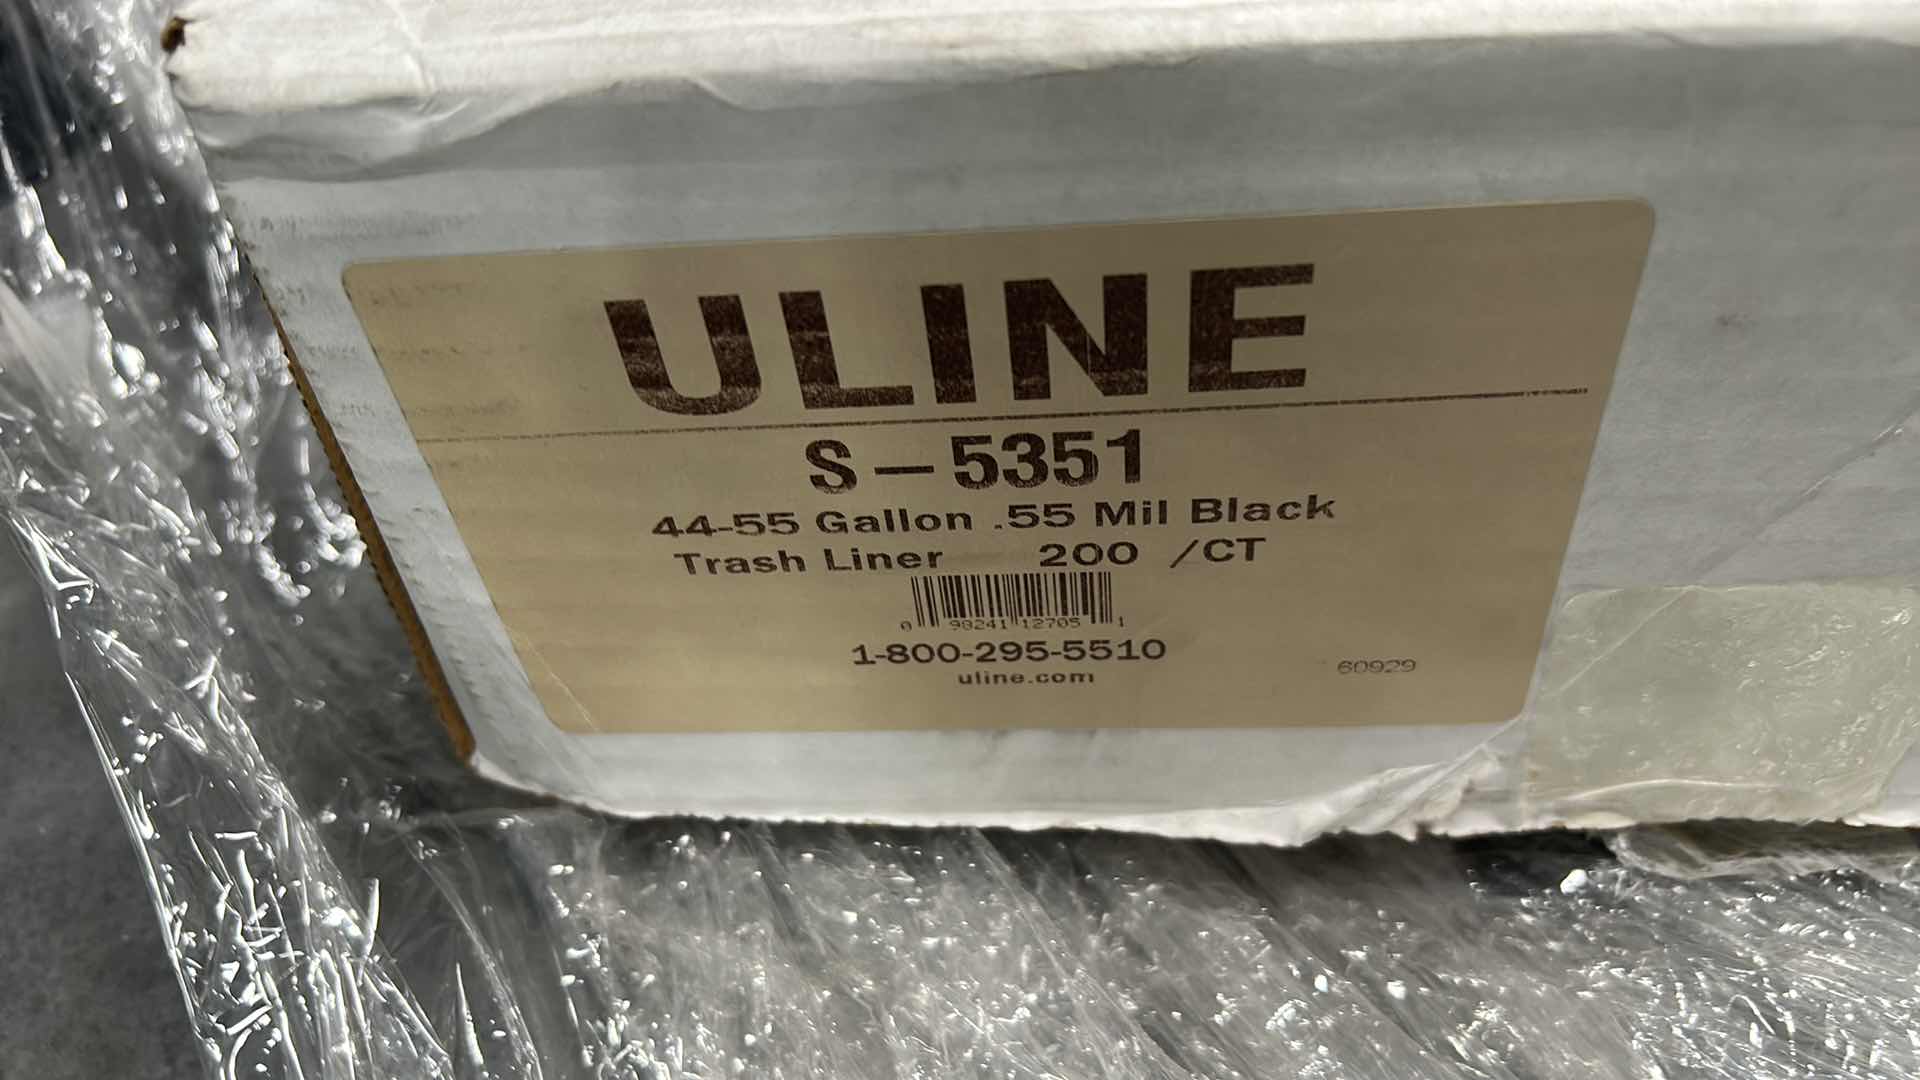 ULINE
S-5351
44-55 Gallon .55 Mil Black
Trash Liner 200 /CT
0 98241 12705 1
1-800-295-5510
60929
uline.com